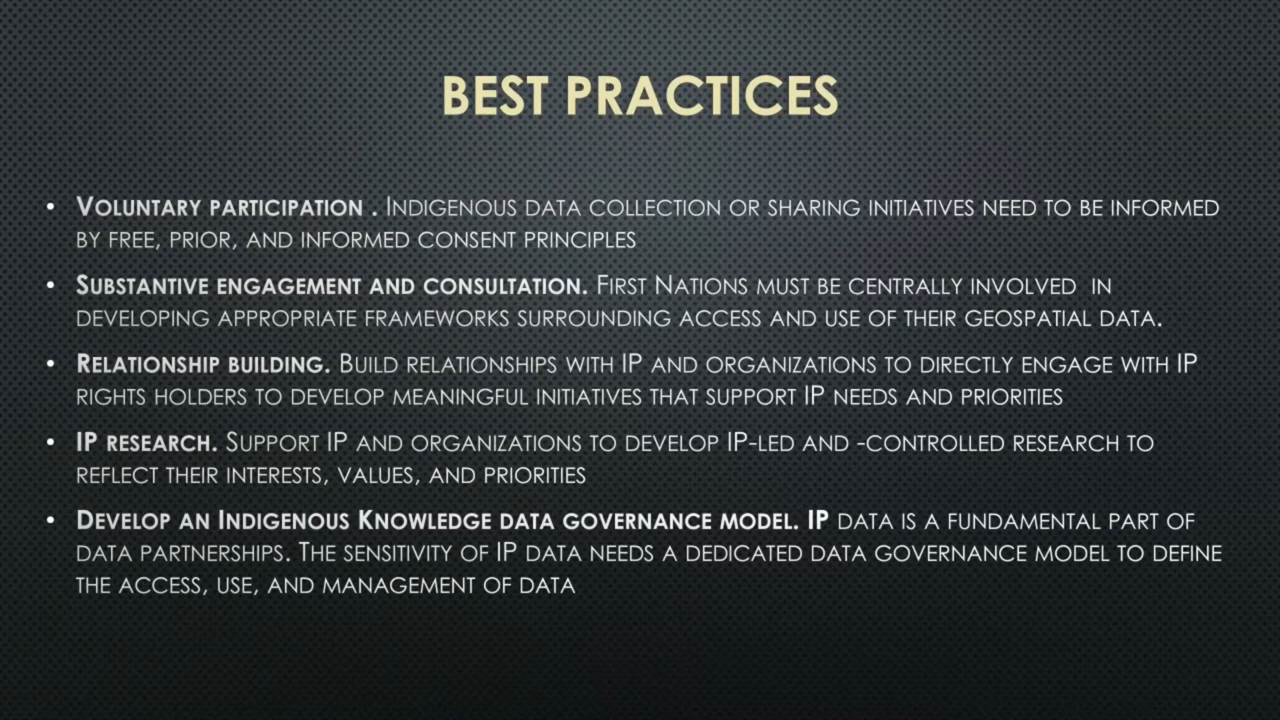 BEST PRACTICES
• VOLUNTARY PARTICIPATION . INDIGENOUS DATA COLLECTION OR SHARING INITIATIVES NEED TO BE INFORMED
BY FREE, PRIOR, AND INFORMED CONSENT PRINCIPLES
• SUBSTANTIVE ENGAGEMENT AND CONSULTATION. FIRST NATIONS MUST BE CENTRALLY INVOLVED IN
DEVELOPING APPROPRIATE FRAMEWORKS SURROUNDING ACCESS AND USE OF THEIR GEOSPATIAL DATA.
• RELATIONSHIP BUILDING. BUILD RELATIONSHIPS WITH IP AND ORGANIZATIONS TO DIRECTLY ENGAGE WITH IP
RIGHTS HOLDERS TO DEVELOP MEANINGFUL INITIATIVES THAT SUPPORT IP NEEDS AND PRIORITIES
• IP RESEARCH. SUPPORT IP AND ORGANIZATIONS TO DEVELOP IP-LED AND -CONTROLLED RESEARCH TO
REFLECT THEIR INTERESTS, VALUES, AND PRIORITIES
• DEVELOP AN INDIGENOUS KNOWLEDGE DATA GOVERNANCE MODEL. IP DATA IS A FUNDAMENTAL PART OF
DATA PARTNERSHIPS. THE SENSITIVITY OF IP DATA NEEDS A DEDICATED DATA GOVERNANCE MODEL TO DEFINE
THE ACCESS, USE, AND MANAGEMENT OF DATA